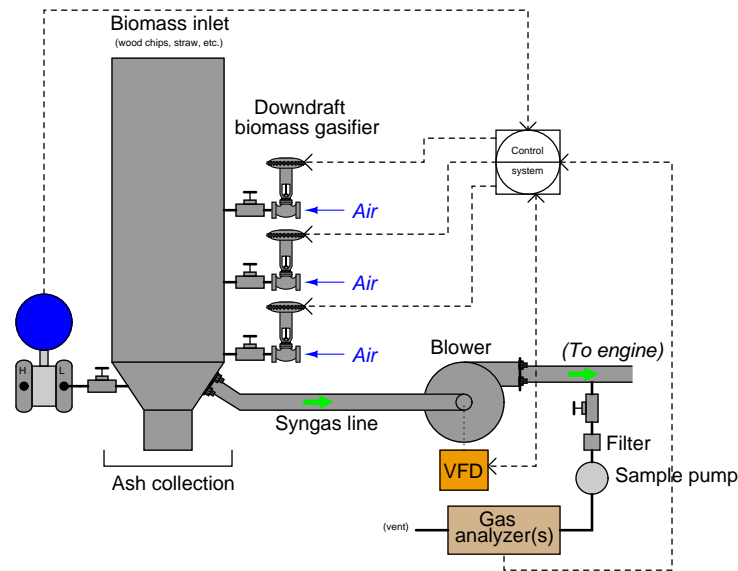 Biomass inlet
(wood chips, straw, etc.)
Downdraft
biomass gasifier
Control
system
Air
Air
Air
H
L
Blower
(To engine)
Syngas line
Filter
VFD
Sample pump
Ash collection
(vent)
Gas
analyzer(s)